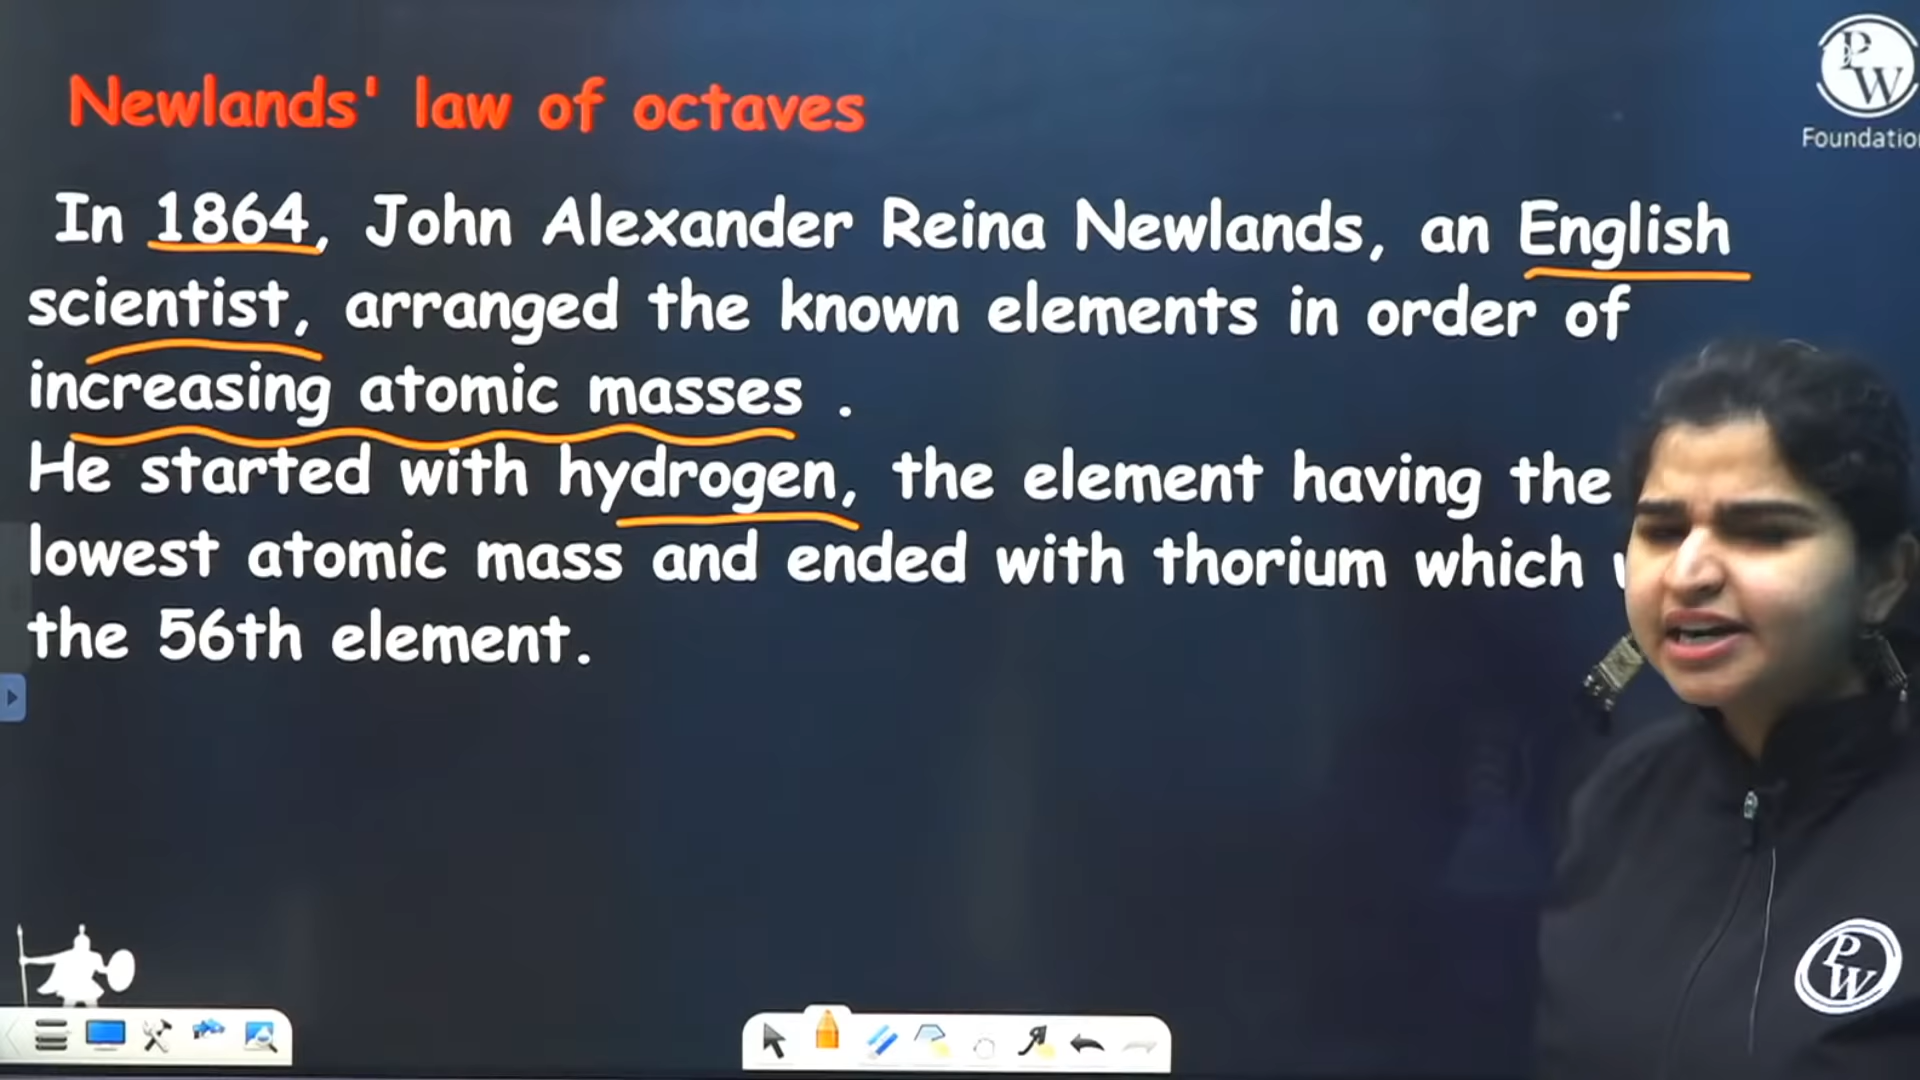 PW
Foundation
Newlands' law of octaves
In 1864, John Alexander Reina Newlands, an English
scientist, arranged the known elements in order of
increasing atomic masses .
He started with hydrogen, the element having the
lowest atomic mass and ended with thorium which
the 56th element.
PW